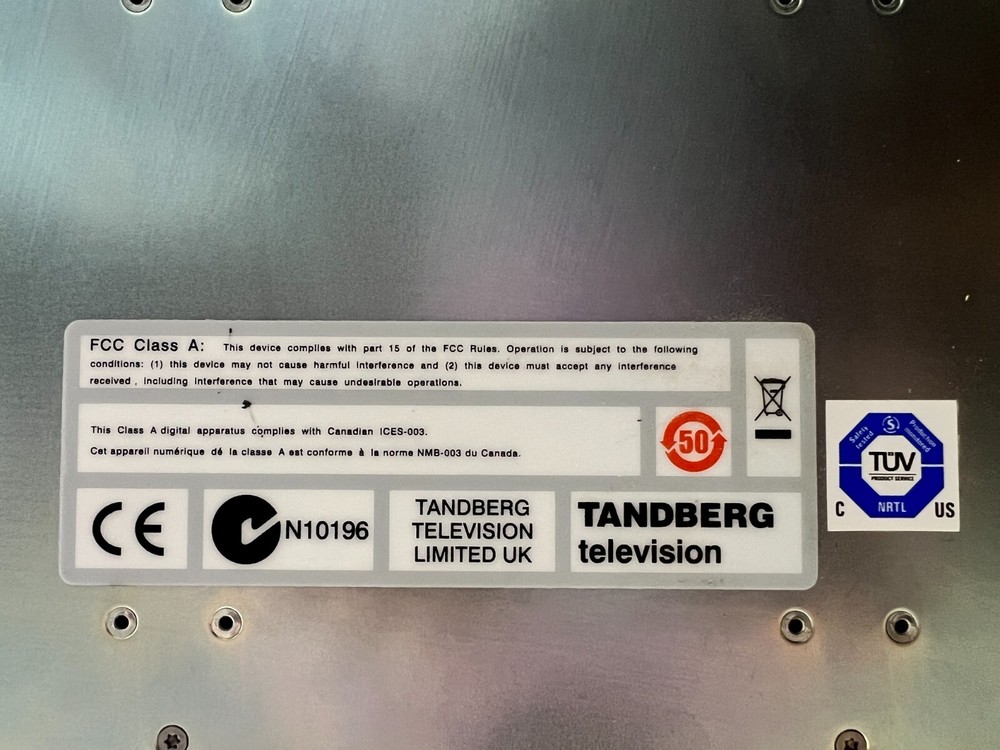 FCC Class A: This device complies with part 15 of the FCC Rules. Operation is subject to the following
conditions: (1) this device may not cause harmful interference and (2) this device must accept any interference
received , including interference that may cause undesirable operations.
This Class A digital apparatus complies with Canadian ICES-003.
Cet appareil numérique dé la classe A est conforme à la norme NMB-003 du Canada.
50
CE
N10196
TANDBERG
TELEVISION
LIMITED UK
TANDBERG
television
Safety
tested
S
Production
monitored
TÜV
PRODUCT SERVICE
NRTL
C US